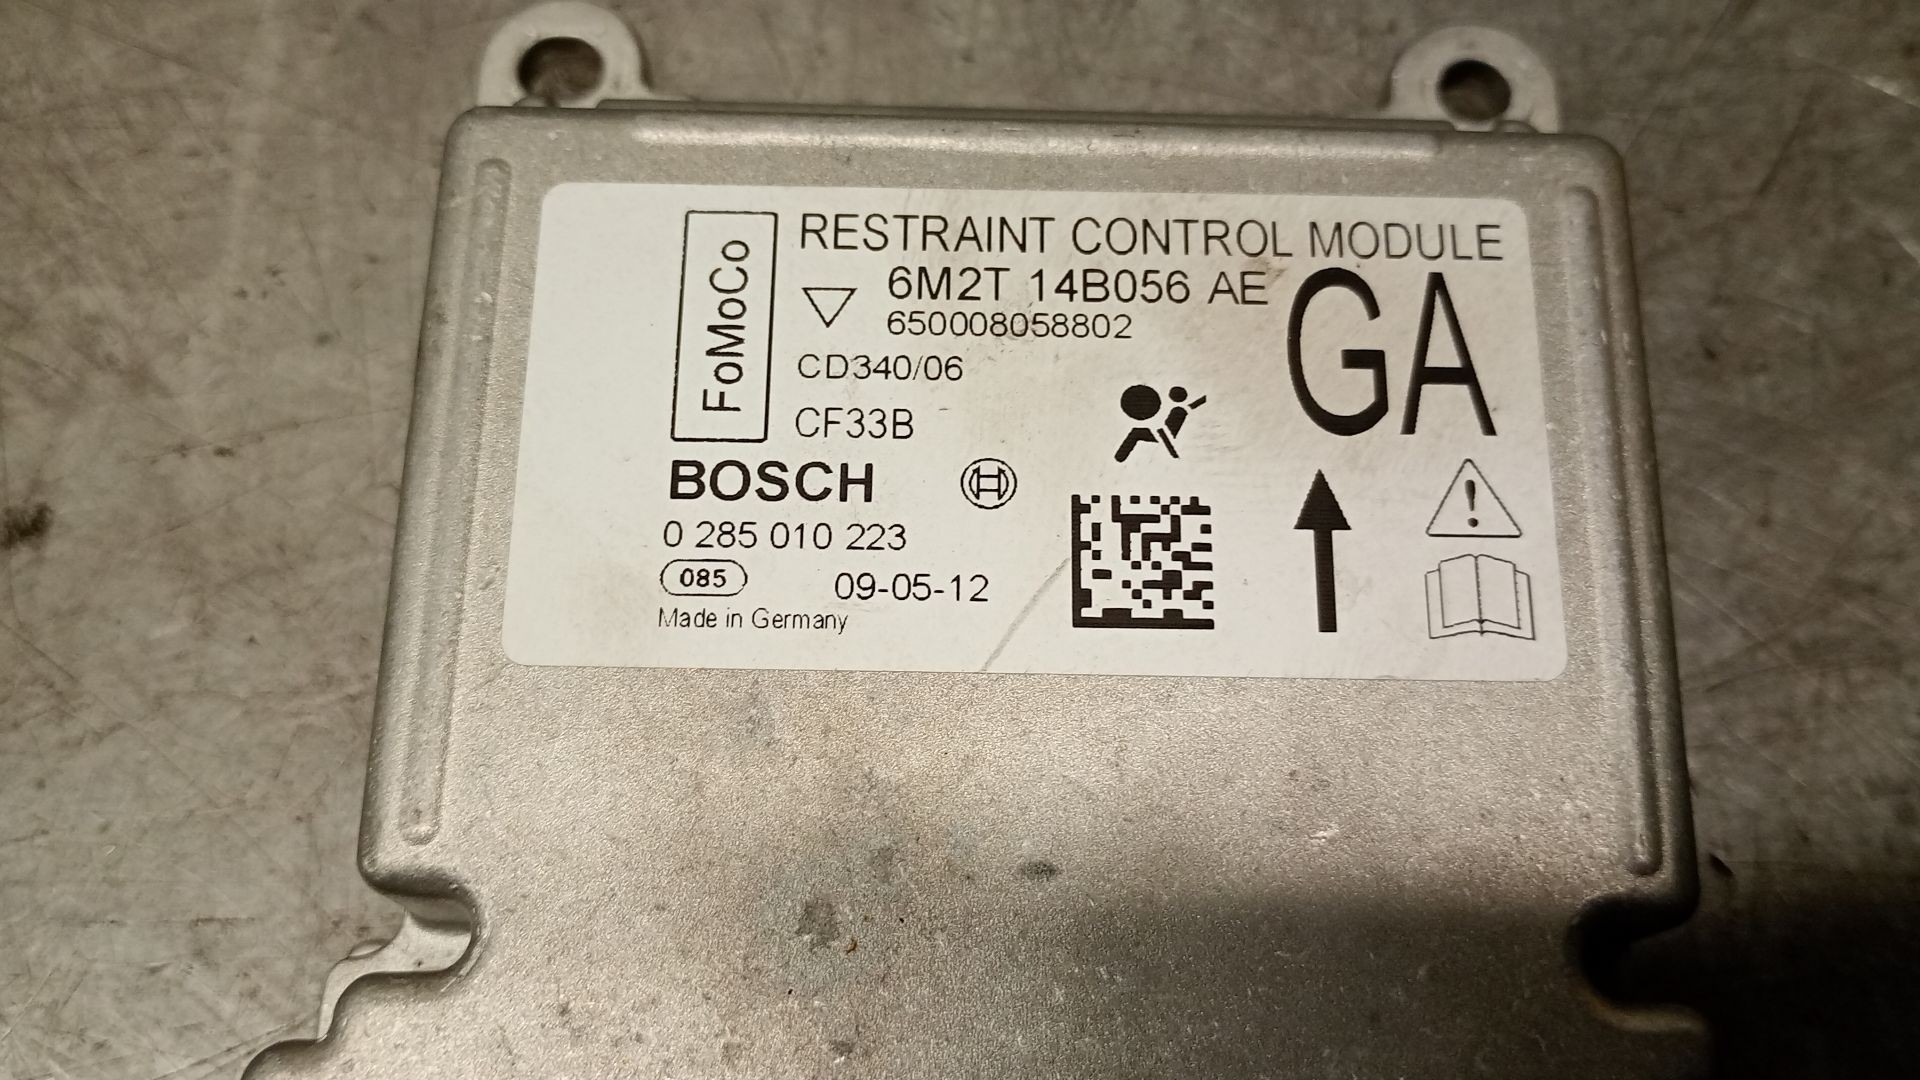 FoMoCo
RESTRAINT CONTROL MODULE
6M2T 14B056 AE
650008058802
GA
CD340/06
CF33B
BOSCH
0 285 010 223
085
09-05-12
Made in Germany